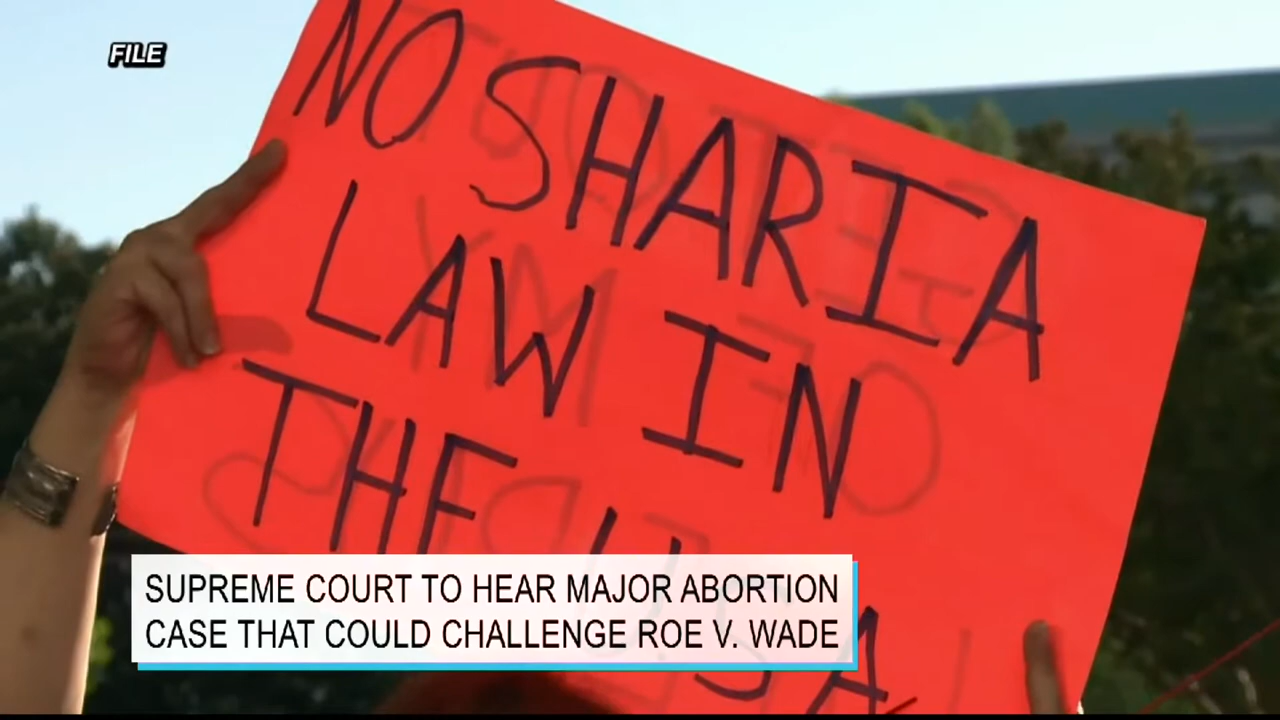 FILE
NO SHARIA
LAW IN
THE
SUPREME COURT TO HEAR MAJOR ABORTION
CASE THAT COULD CHALLENGE ROE V. WADE